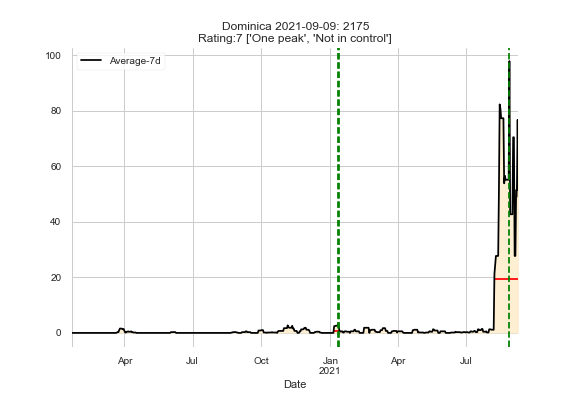 Dominica 2021-09-09: 2175
Rating:7 ['One peak', 'Not in control']
Average-7d
100
80
60
40
20
0
Apr
Jul
Oct
Jan
2021
Apr
Jul
Date